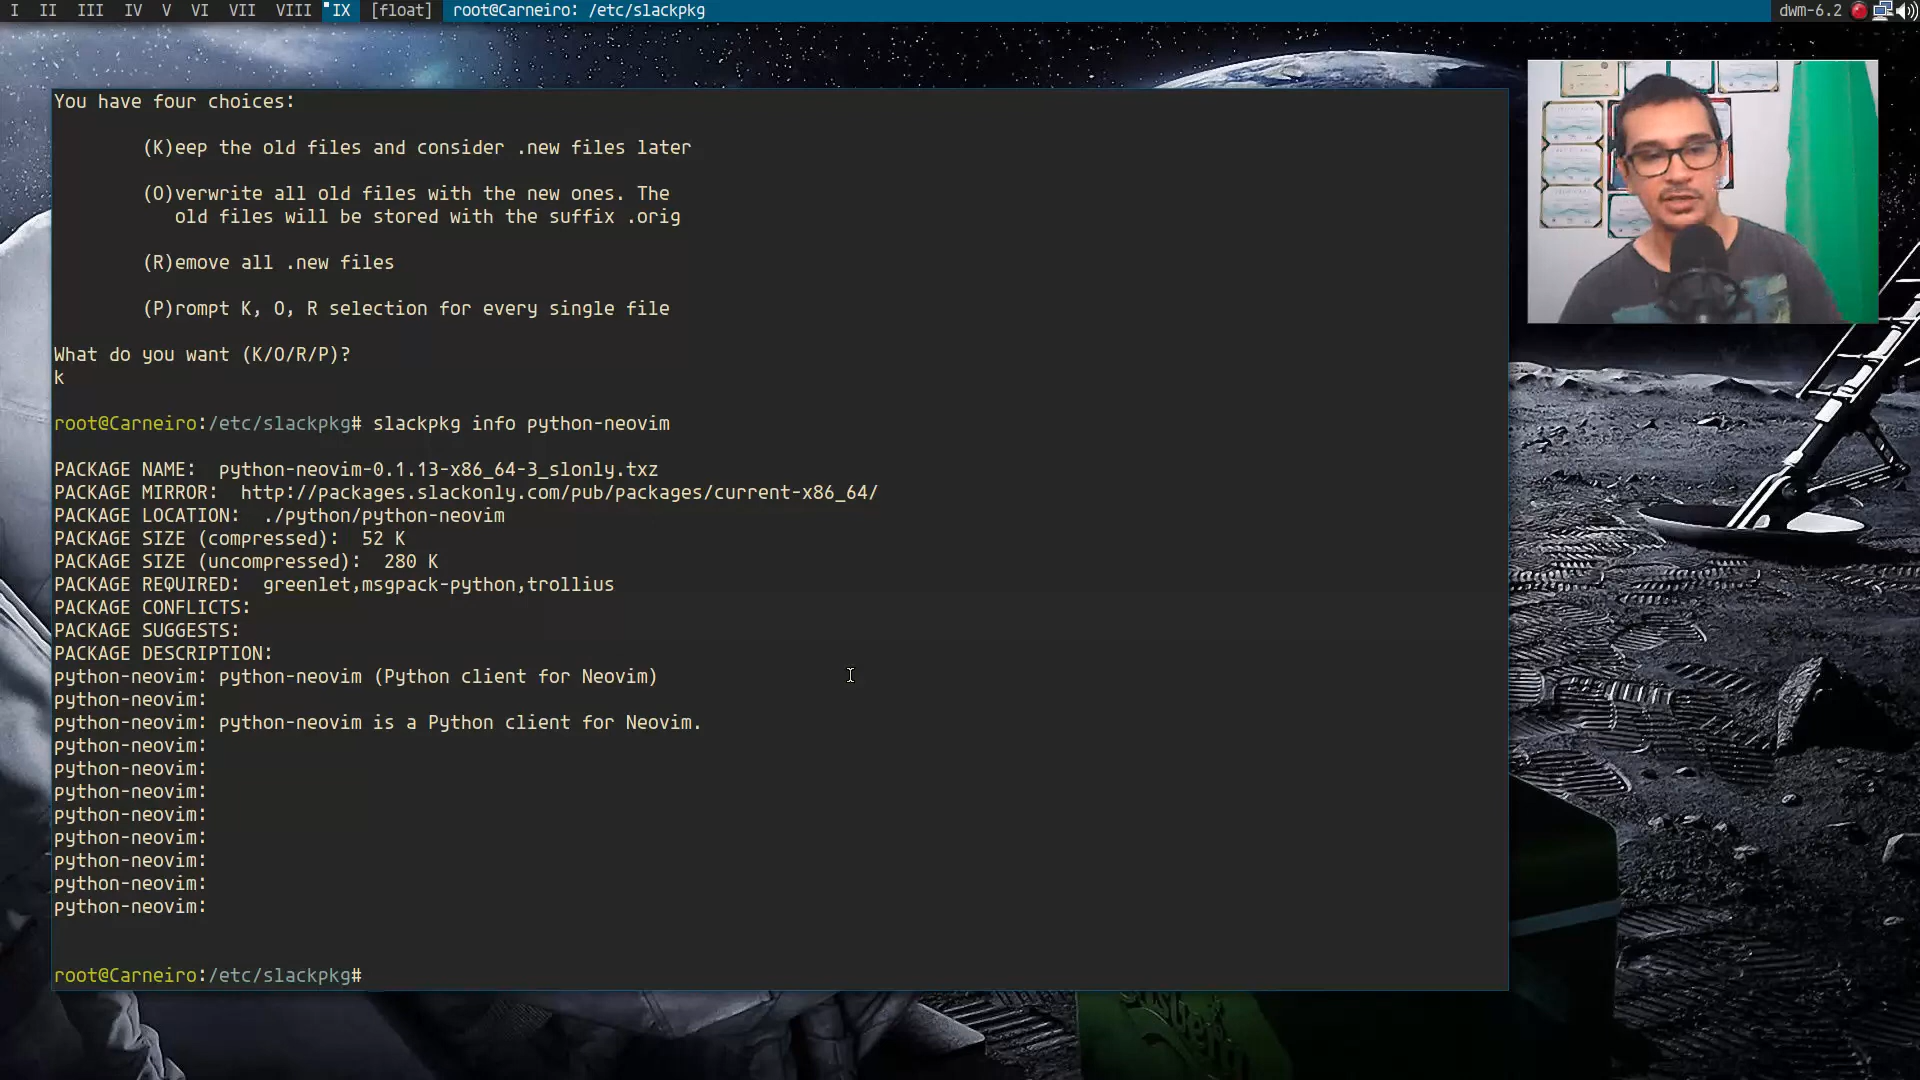 I II III IV V VI VII VIII IX [float] root@Carneiro: /etc/slackpkg dwm-6.2
You have four choices:
(K)eep the old files and consider .new files later
(O)verwrite all old files with the new ones. The
old files will be stored with the suffix .orig
(R)emove all .new files
(P)rompt K, O, R selection for every single file
What do you want (K/O/R/P)?
k
root@Carneiro:/etc/slackpkg# slackpkg info python-neovim
PACKAGE NAME:  python-neovim-0.1.13-x86_64-3_slonly.txz
PACKAGE MIRROR:  http://packages.slackonly.com/pub/packages/current-x86_64/
PACKAGE LOCATION:  ./python/python-neovim
PACKAGE SIZE (compressed):  52 K
PACKAGE SIZE (uncompressed):  280 K
PACKAGE REQUIRED:  greenlet,msgpack-python,trollius
PACKAGE CONFLICTS:
PACKAGE SUGGESTS:
PACKAGE DESCRIPTION:
python-neovim: python-neovim (Python client for Neovim)
python-neovim:
python-neovim: python-neovim is a Python client for Neovim.
python-neovim:
python-neovim:
python-neovim:
python-neovim:
python-neovim:
python-neovim:
python-neovim:
python-neovim:
root@Carneiro:/etc/slackpkg#